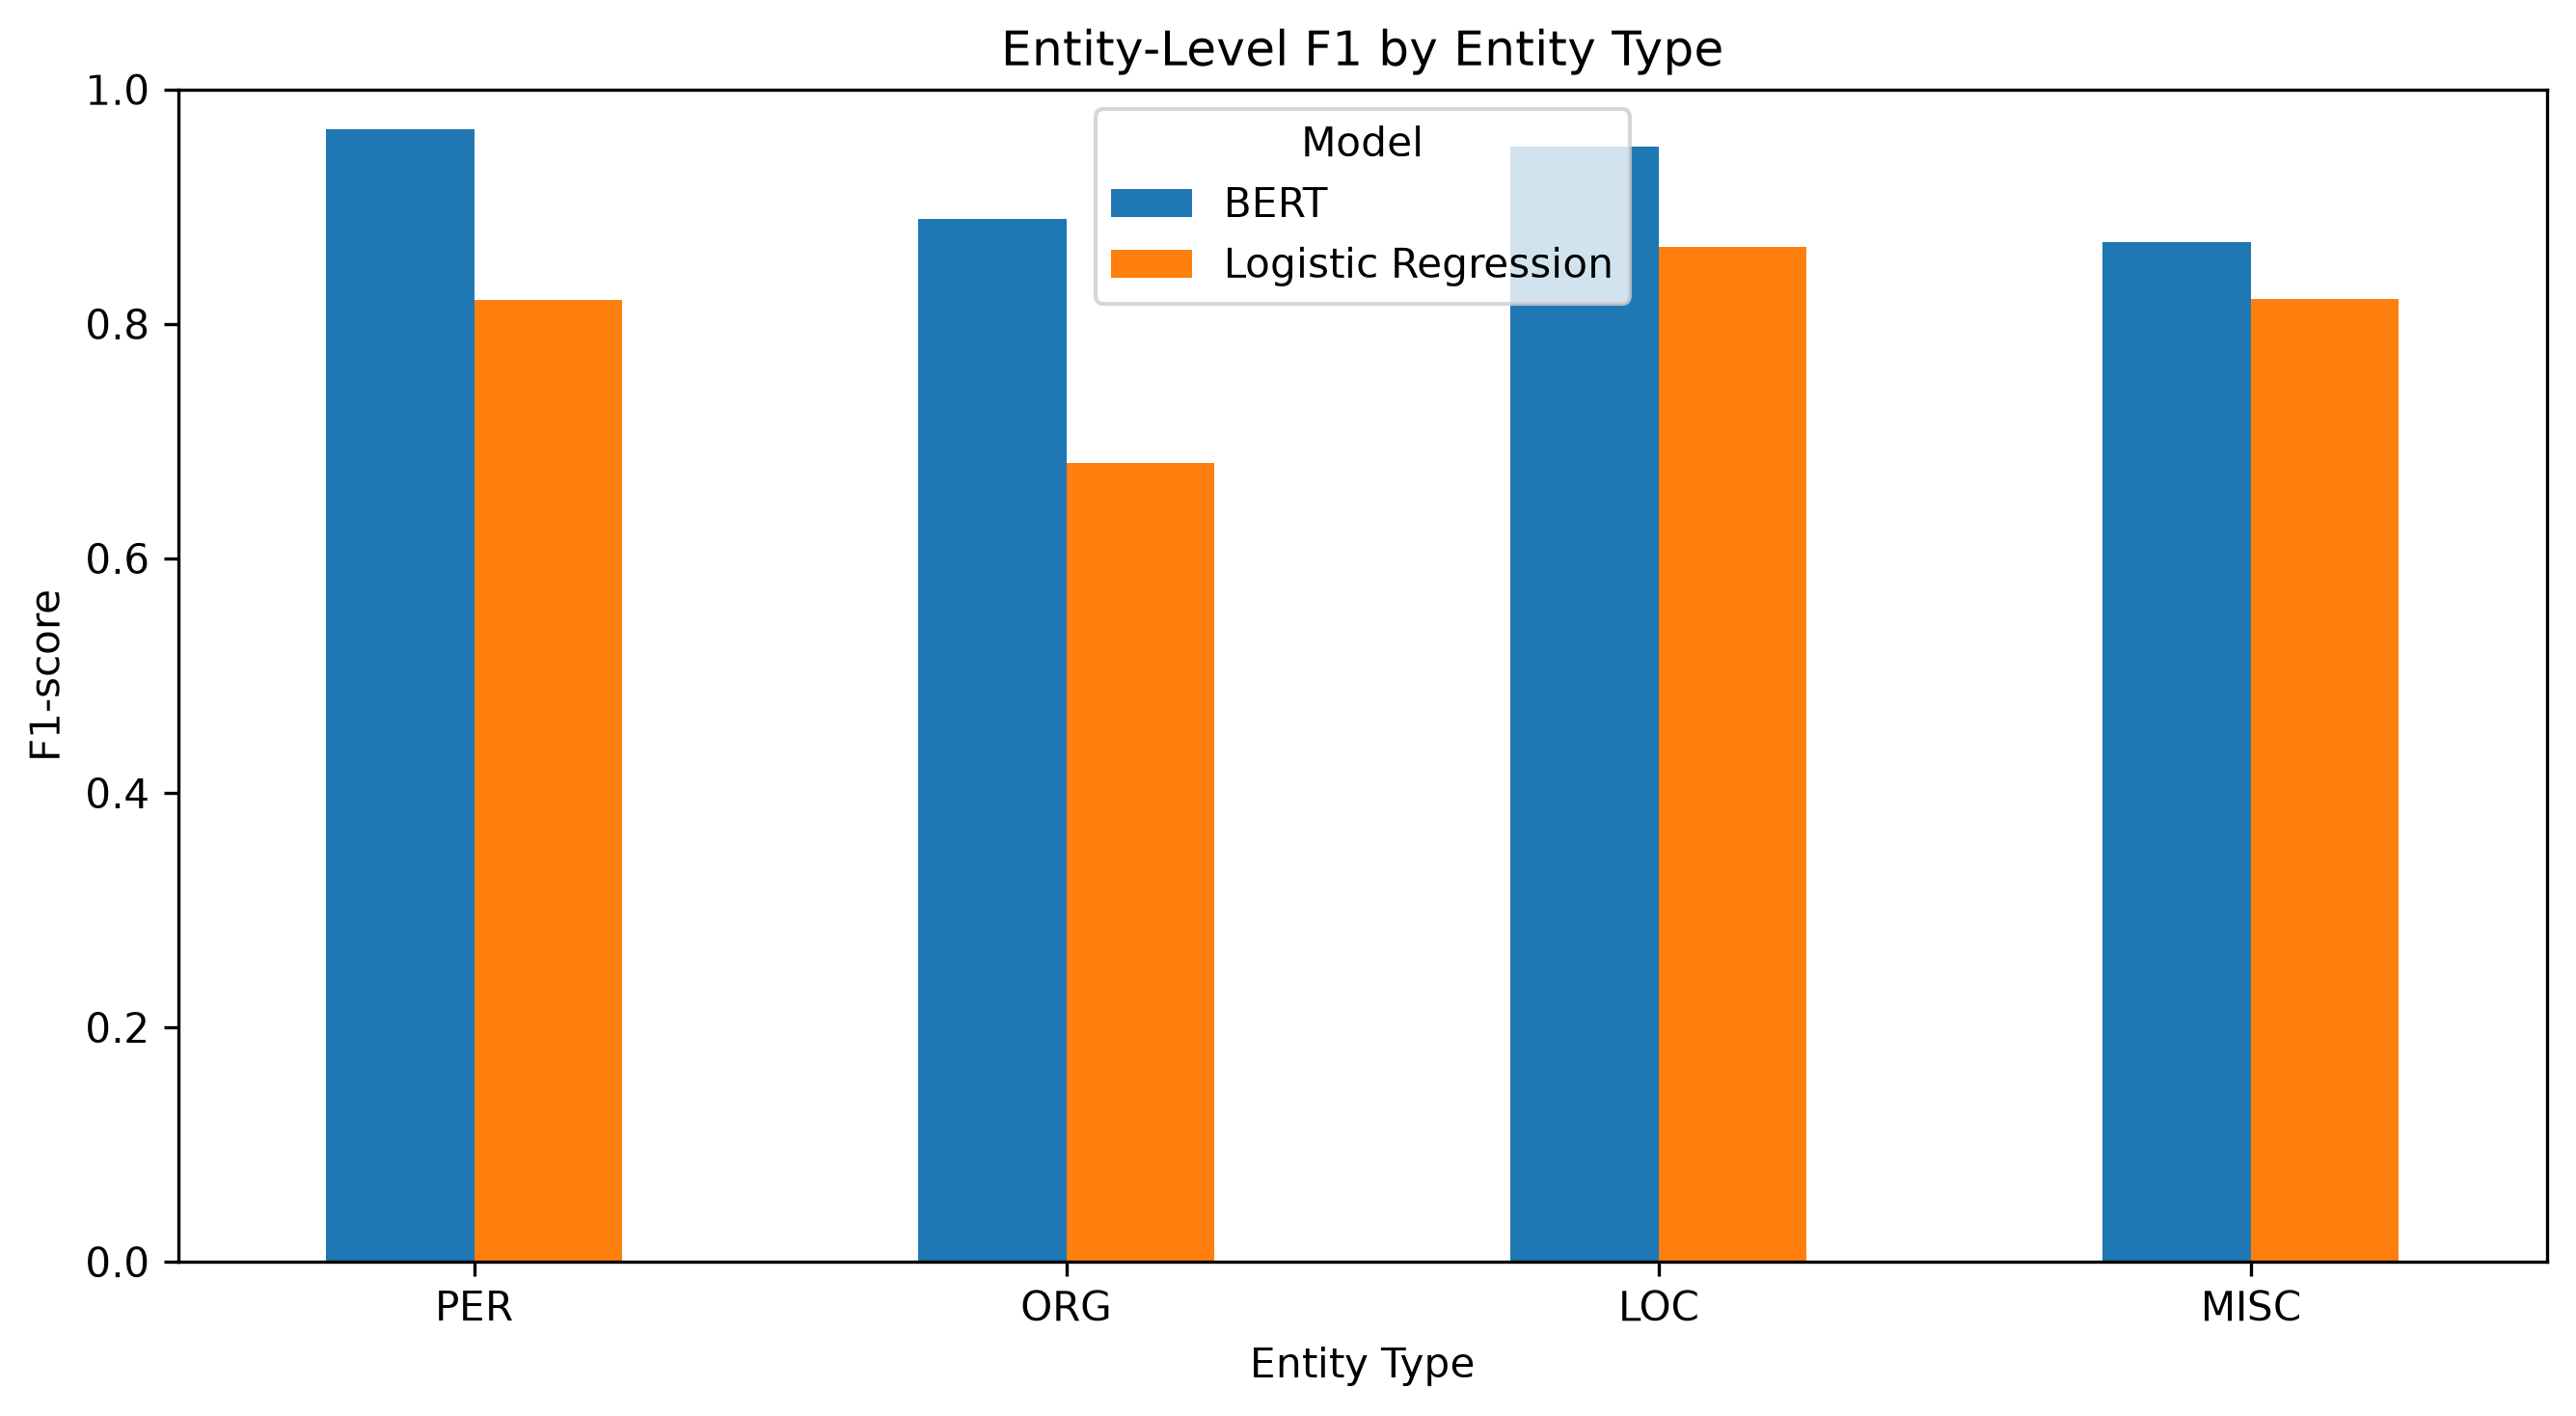 Entity-Level F1 by Entity Type
1.0
0.8
0.6
0.4
0.2
0.0
F1-score
Model
BERT
Logistic Regression
PER
ORG
LOC
MISC
Entity Type